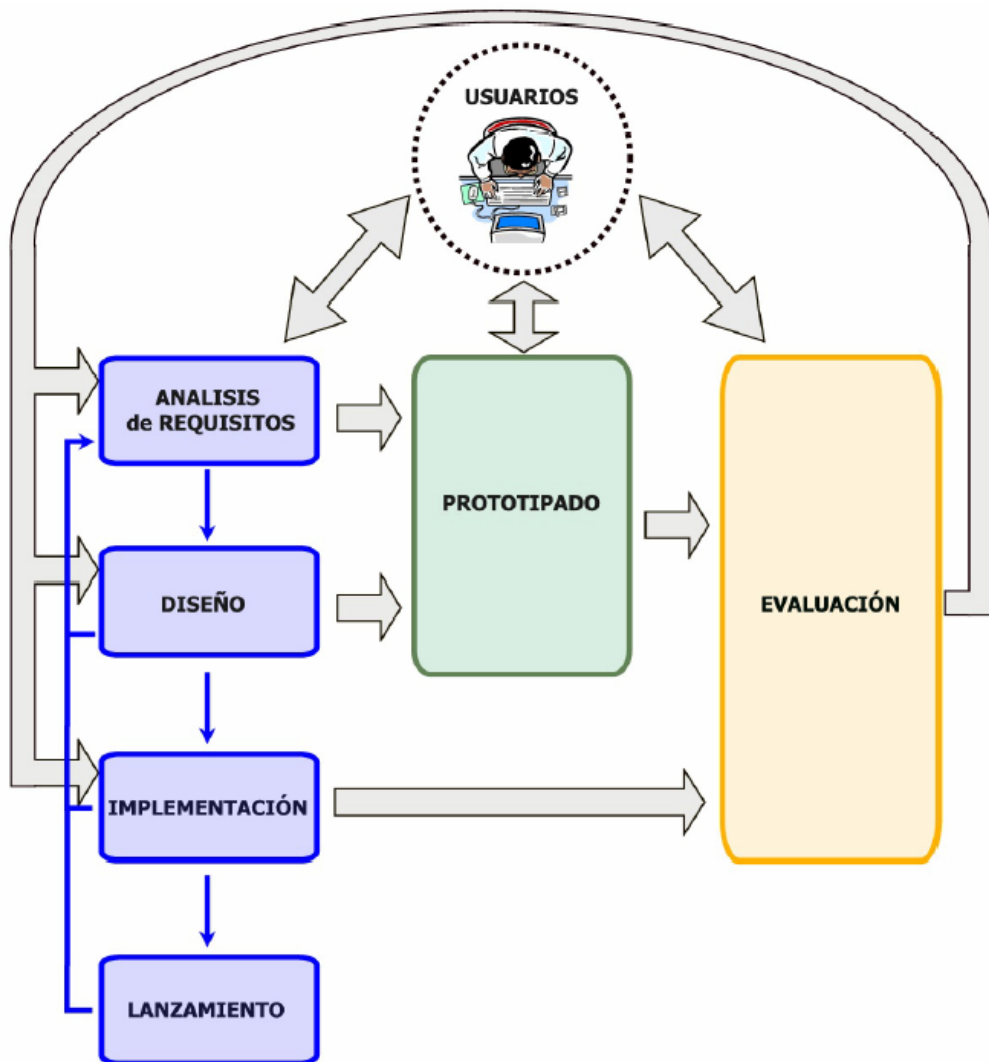 USUARIOS
ANALISIS
de REQUISITOS
PROTOTIPADO
DISEÑO
EVALUACIÓN
IMPLEMENTACIÓN
LANZAMIENTO